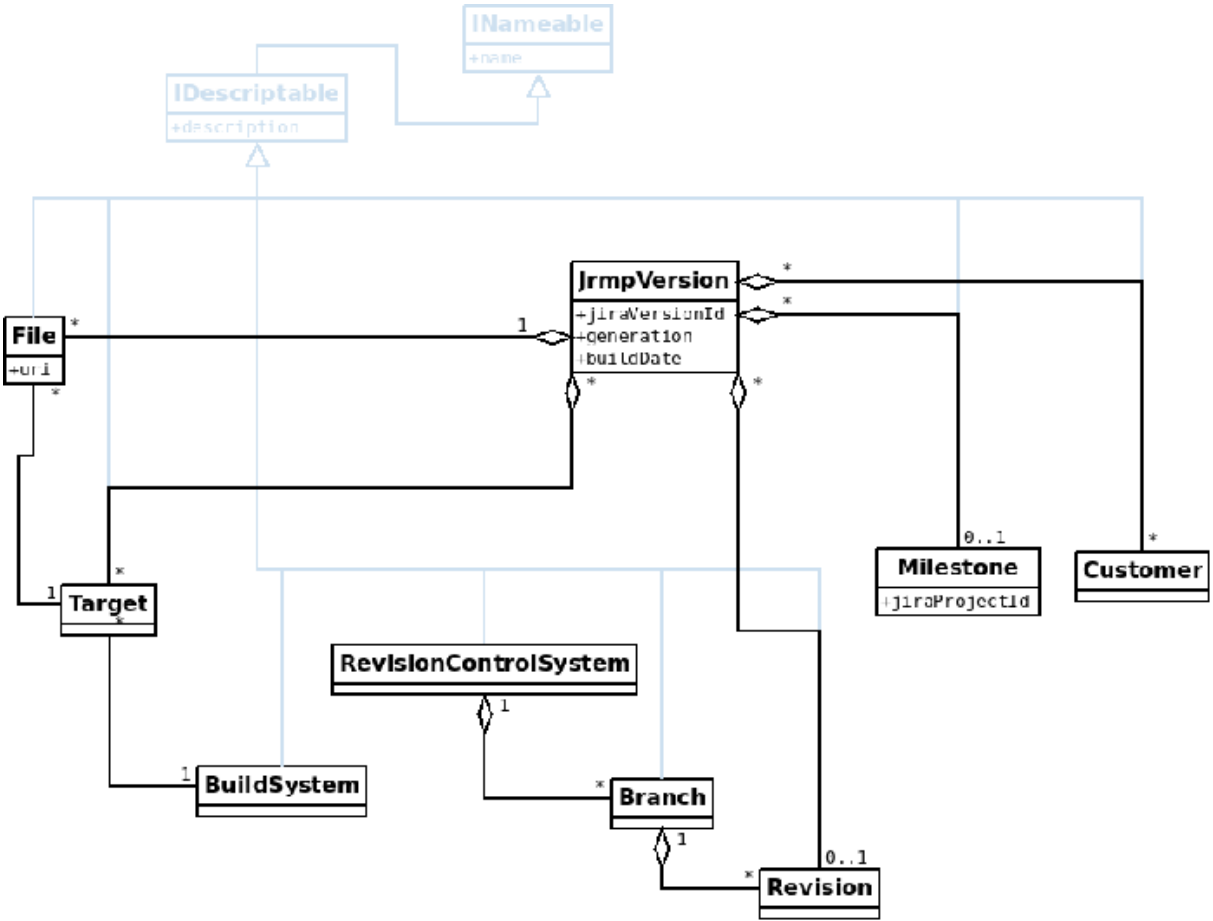 INameable
+name
IDescriptable
+description
JrmpVersion
+jiraVersionId
+generation
+buildDate
*
*
File
+uri
*
1
*
*
*
0..1
*
Milestone
+jiraProjectId
Customer
*
1
Target
*
RevisionControlSystem
1
1
BuildSystem
*
Branch
1
0..1
*
Revision